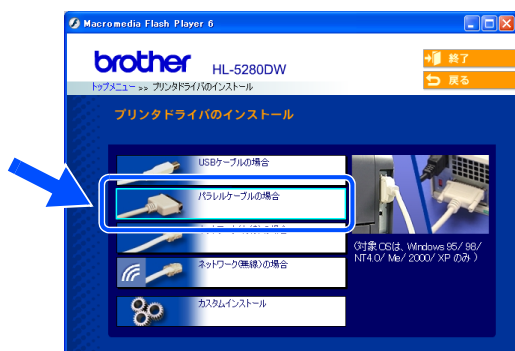 Macromedia Flash Player 6
brother HL-5280DW
終了
戻る
トップメニュー >> プリンタドライバのインストール
プリンタドライバのインストール
USBケーブルの場合
パラレルケーブルの場合
ネットワーク(無線)の場合
カスタムインストール
(対象OSは、Windows 95/98/
NT4.0/Me/2000/XP のみ )